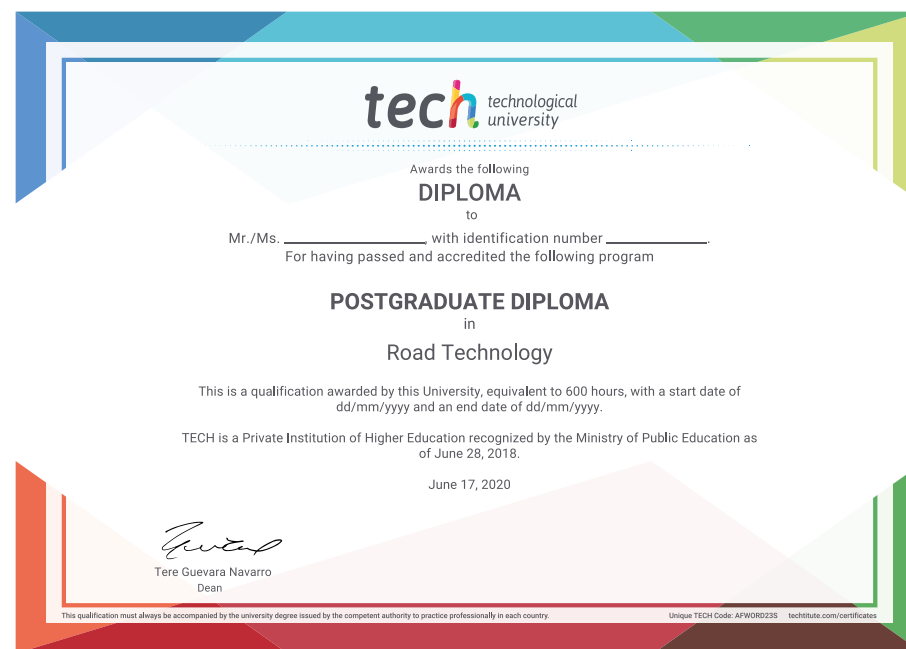 tech technological
university
Awards the following
DIPLOMA
to
Mr./Ms. ____________________, with identification number ______________.
For having passed and accredited the following program
POSTGRADUATE DIPLOMA
in
Road Technology
This is a qualification awarded by this University, equivalent to 600 hours, with a start date of
dd/mm/yyyy and an end date of dd/mm/yyyy.
TECH is a Private Institution of Higher Education recognized by the Ministry of Public Education as
of June 28, 2018.
June 17, 2020
Tere Guevara Navarro
Dean
This qualification must always be accompanied by the university degree issued by the competent authority to practice professionally in each country. Unique TECH Code: AFWORD23S techtitute.com/certificates